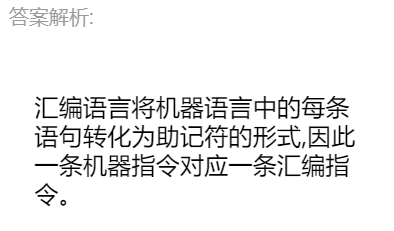 答案解析:
汇编语言将机器语言中的每条
语句转化为助记符的形式,因此
一条机器指令对应一条汇编指
令。